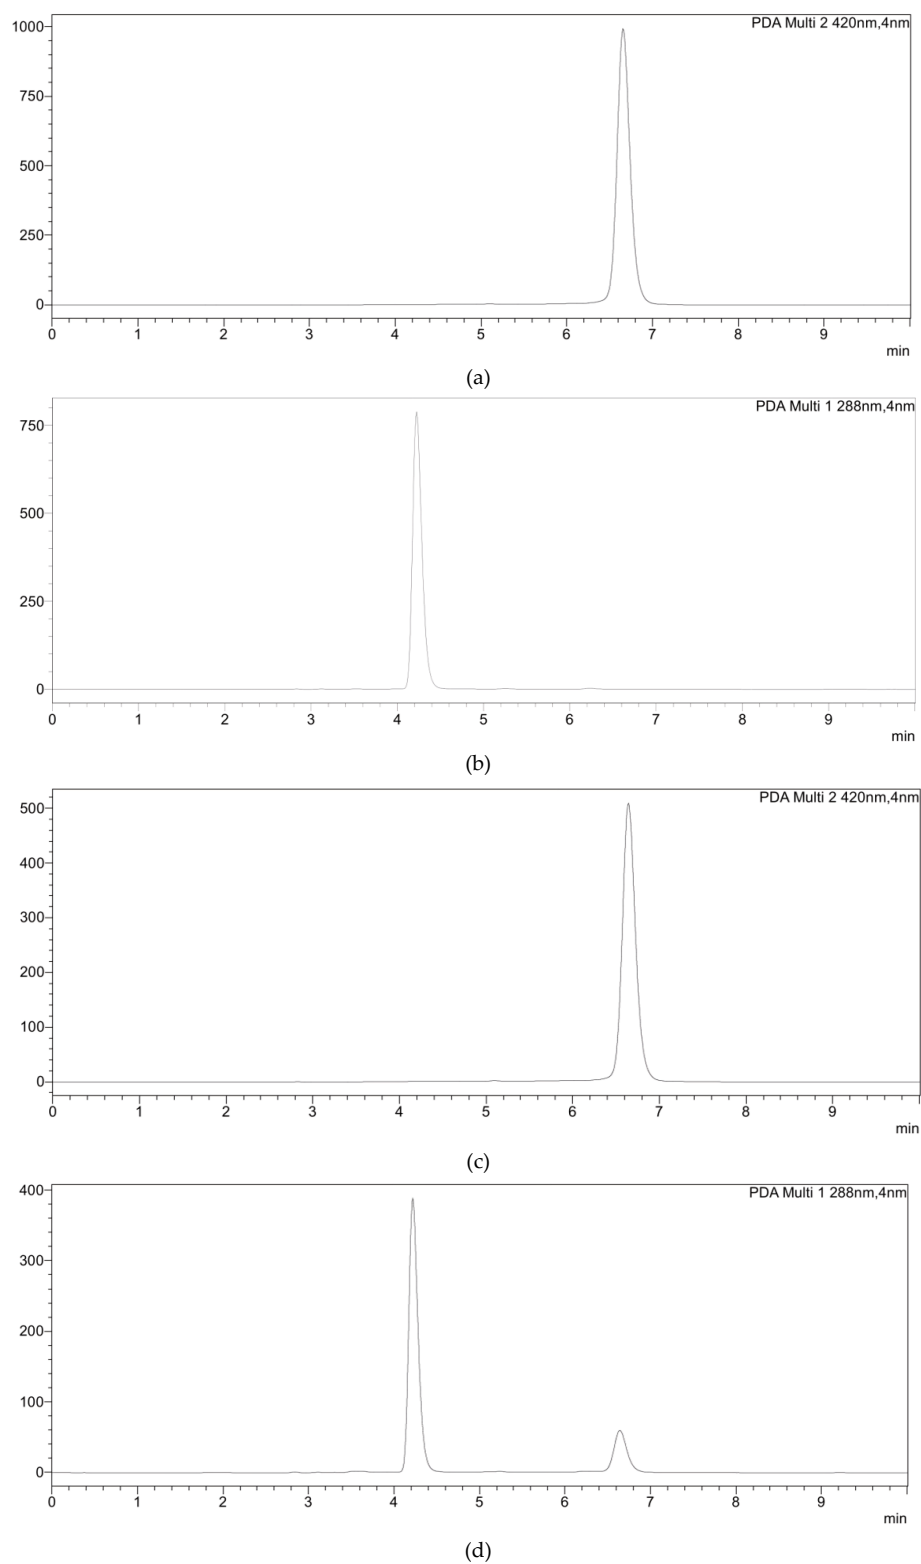 PDA Multi 2 420nm,4nm
1000
750
500
250
0
0 1 2 3 4 5 6 7 8 9
min
(a)
PDA Multi 1 288nm,4nm
750
500
250
0
0 1 2 3 4 5 6 7 8 9
min
(b)
PDA Multi 2 420nm,4nm
500
400
300
200
100
0
0 1 2 3 4 5 6 7 8 9
min
(c)
PDA Multi 1 288nm,4nm
400
300
200
100
0
0 1 2 3 4 5 6 7 8 9
min
(d)